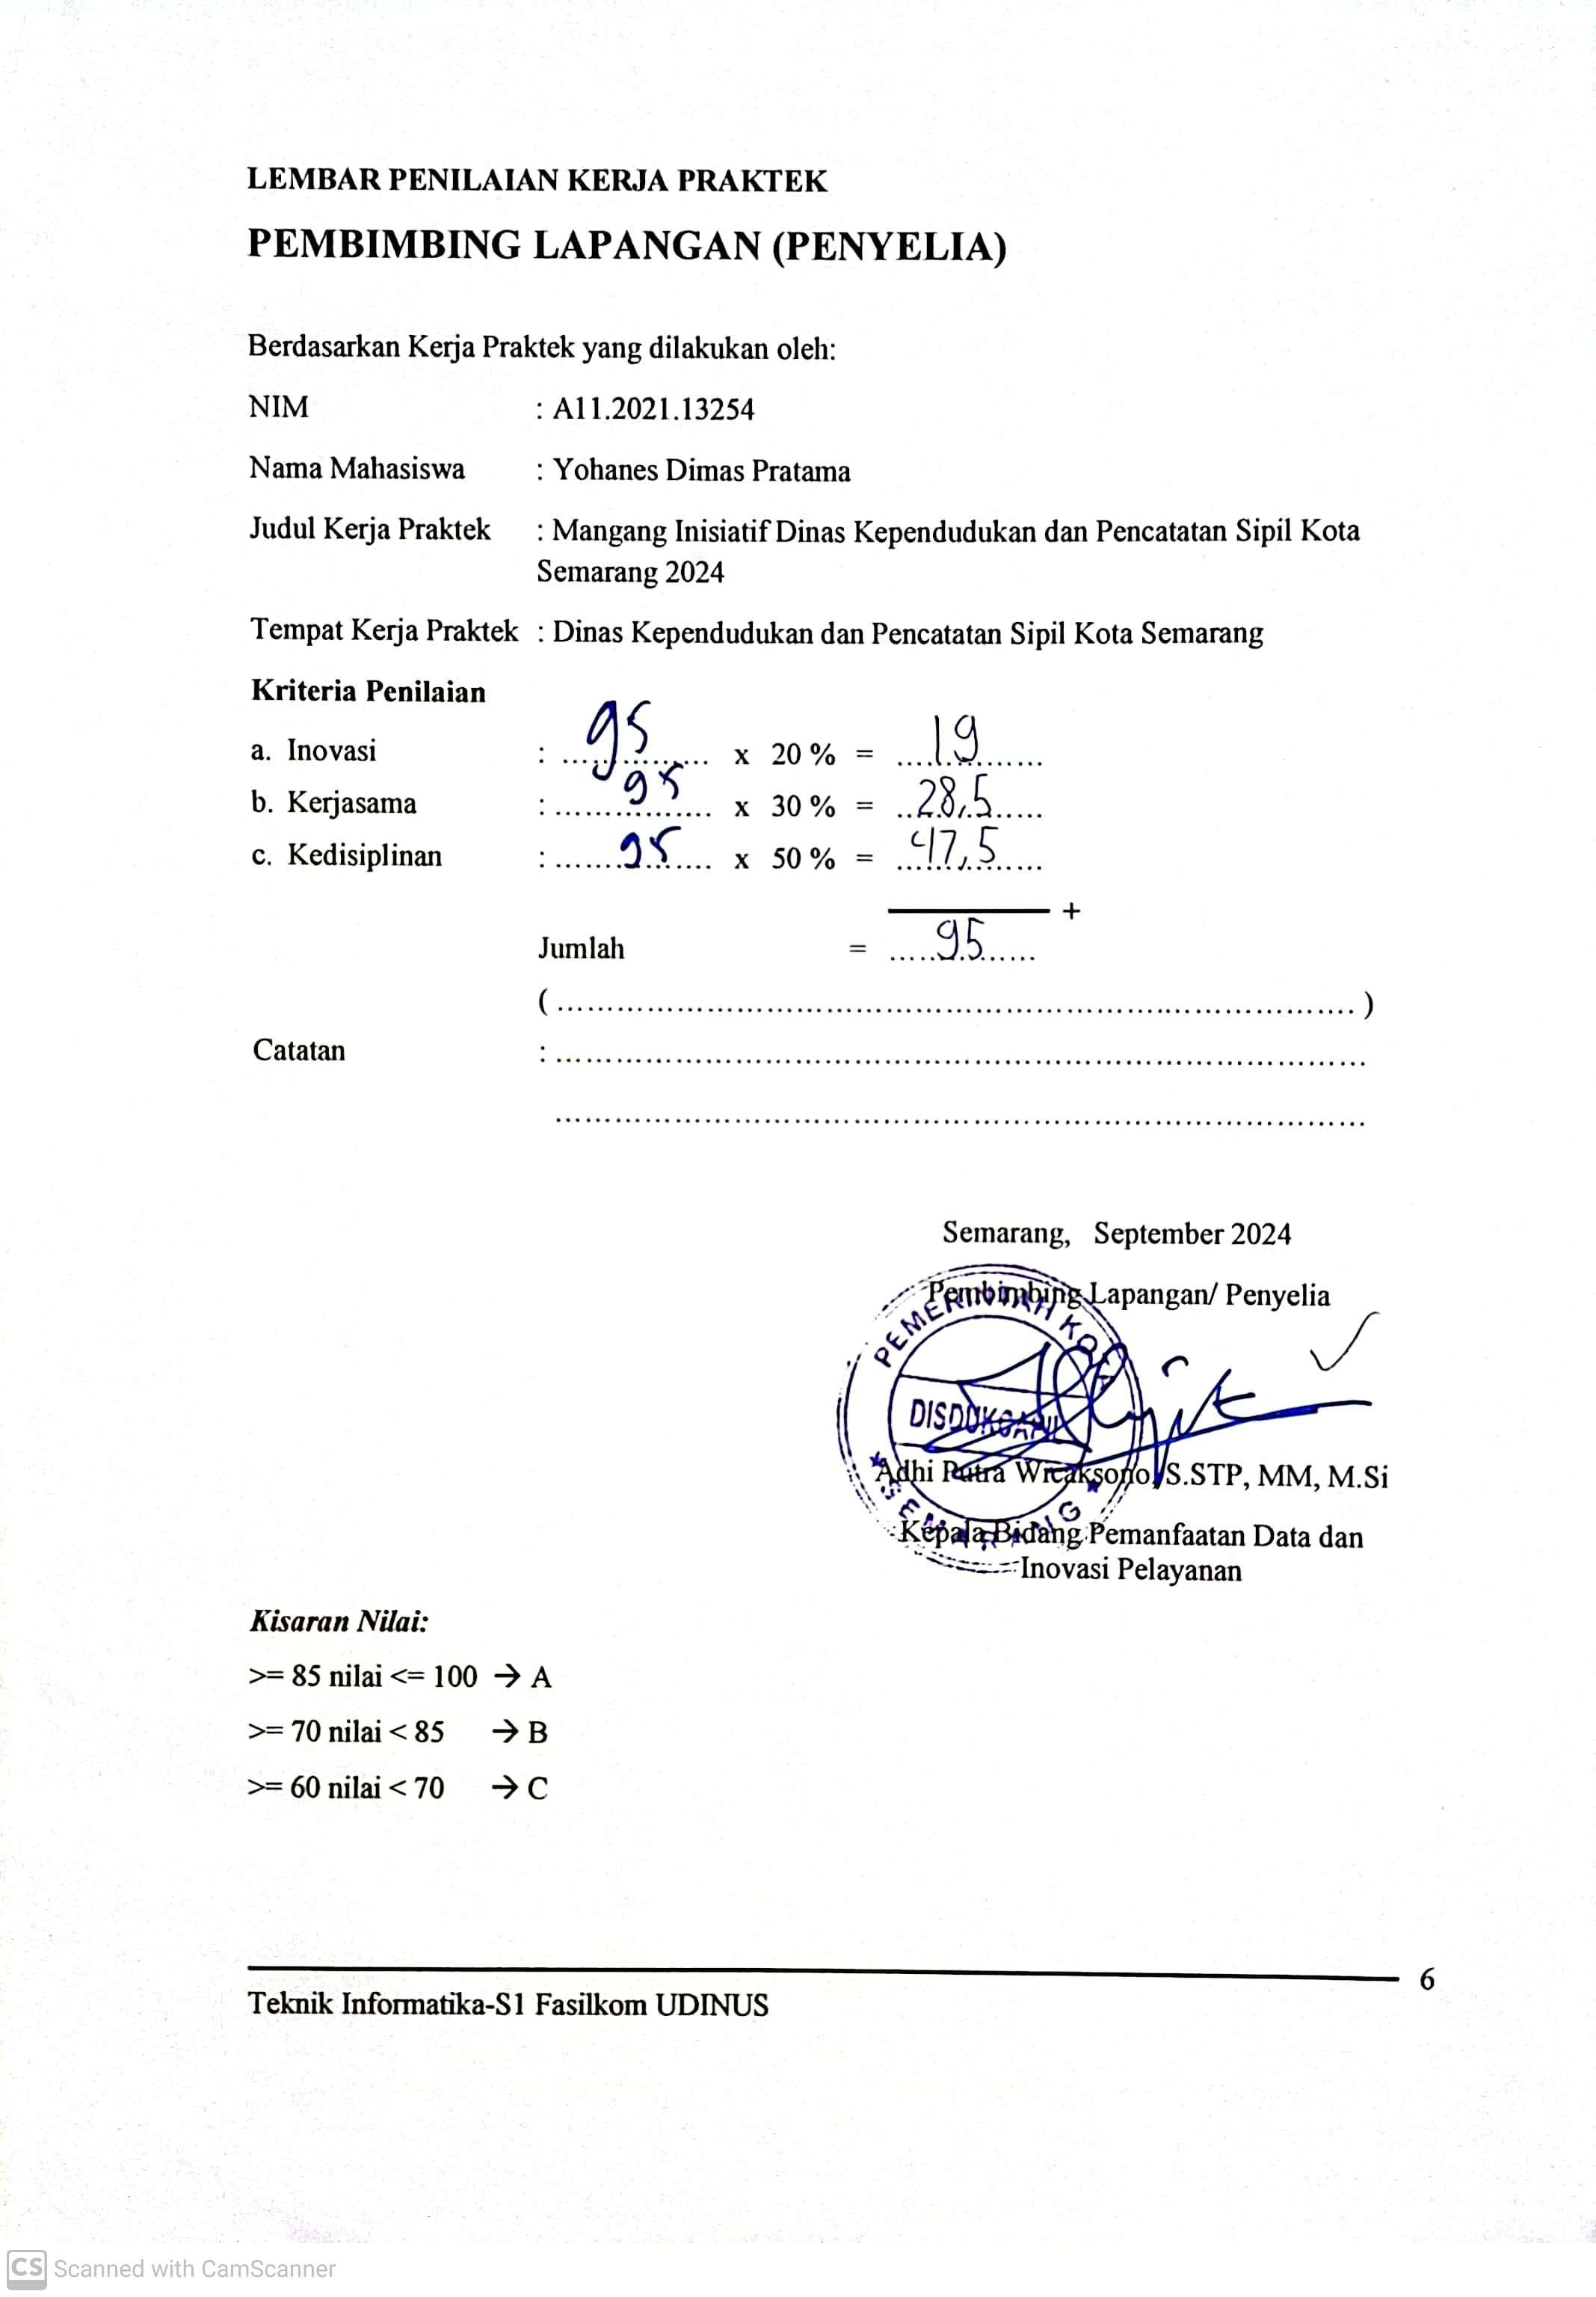 LEMBAR PENILAIAN KERJA PRAKTEK
PEMBIMBING LAPANGAN (PENYELIA)
Berdasarkan Kerja Praktek yang dilakukan oleh:
NIM : A11.2021.13254
Nama Mahasiswa : Yohanes Dimas Pratama
Judul Kerja Praktek : Mangang Inisiatif Dinas Kependudukan dan Pencatatan Sipil Kota
Semarang 2024
Tempat Kerja Praktek : Dinas Kependudukan dan Pencatatan Sipil Kota Semarang
Kriteria Penilaian
a. Inovasi : 95 x 20 % = 19
b. Kerjasama : 95 x 30 % = 28,5
c. Kedisiplinan : 95 x 50 % = 47,5
+
Jumlah = 95
(....................)
Catatan : ....................
....................
Semarang, September 2024
Pembimbing Lapangan/ Penyelia
PEMERINTAH KOTA
DISDUKCAPIL
SEMARANG
Adhi Putra Wicaksono, S.STP, MM, M.Si
Kepala Bidang Pemanfaatan Data dan
Inovasi Pelayanan
Kisaran Nilai:
>= 85 nilai <= 100 → A
>= 70 nilai < 85 → B
>= 60 nilai < 70 → C
6
Teknik Informatika-S1 Fasilkom UDINUS
CS Scanned with CamScanner